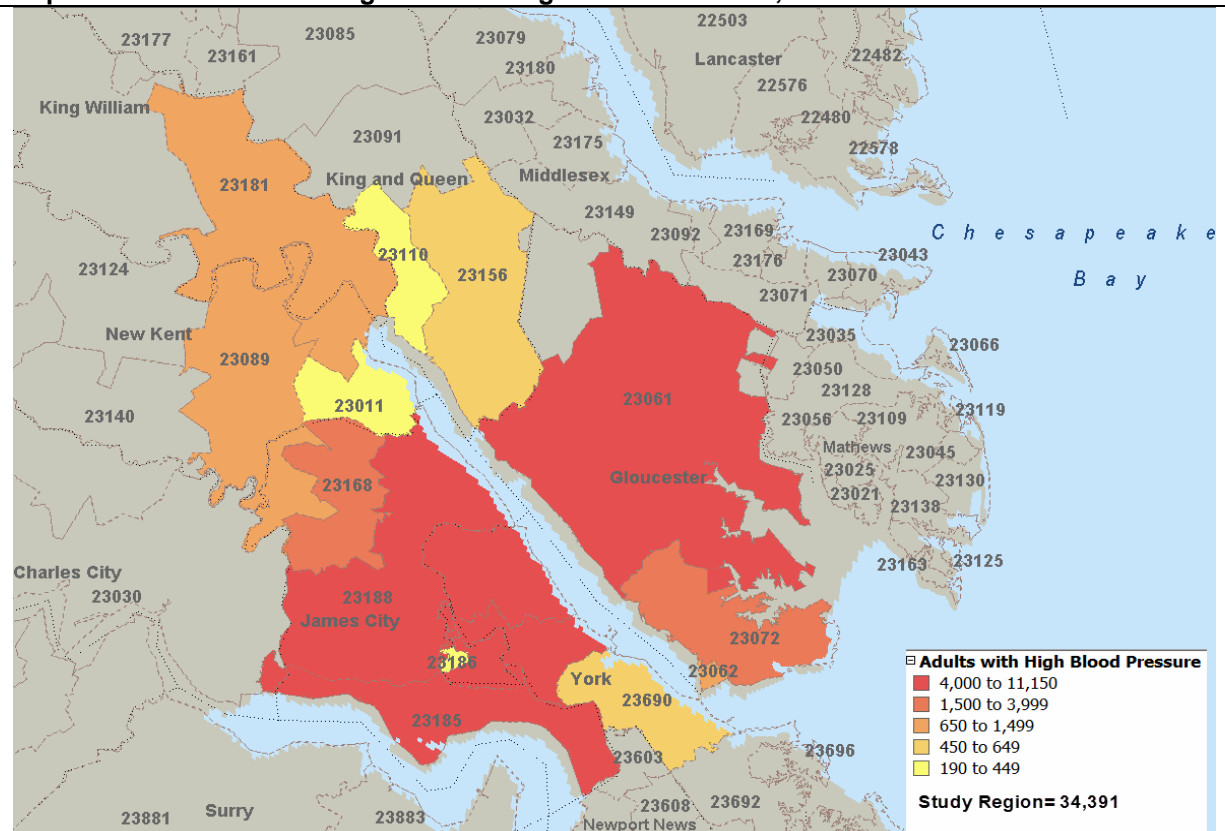 23177
23085
23079
22503
23161
23180
Lancaster
22482
22576
King William
23091
23032
22480
23175
22578
23181
King and Queen
Middlesex
23149
23092
23169
Chesapeake
23110
23156
23176
23043
23124
23070
Bay
23071
New Kent
23035
23066
23089
23050
23128
23011
23061
23140
23056
23109
23119
Mathews
23045
23168
Gloucester
23025
23130
23021
23138
Charles City
23163
23125
23030
23188
James City
23072
23186
23062
York
23690
23185
23603
23696
23881
Surry
23883
23608
23692
Newport News
Adults with High Blood Pressure
4,000 to 11,150
1,500 to 3,999
650 to 1,499
450 to 649
190 to 449
Study Region= 34,391